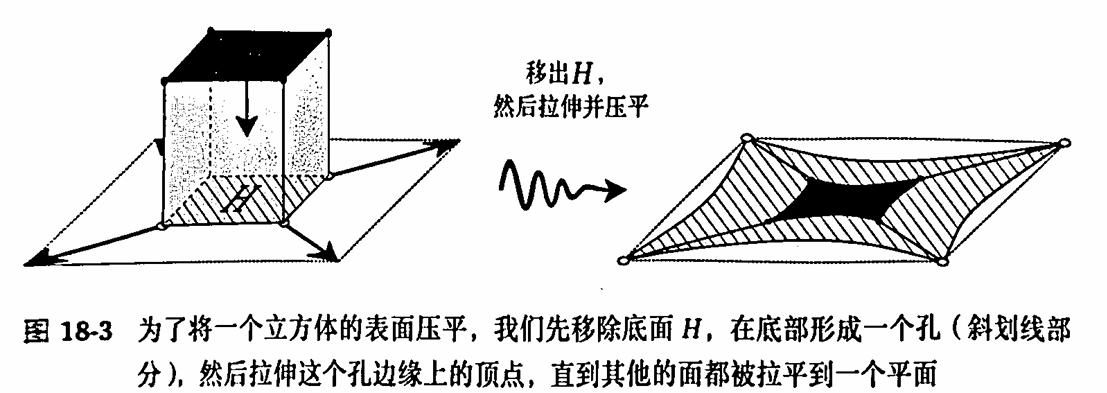 移出H，
然后拉伸并压平
H
图 18-3 为了将一个立方体的表面压平，我们先移除底面 H，在底部形成一个孔（斜划线部
分），然后拉伸这个孔边缘上的顶点，直到其他的面都被拉平到一个平面